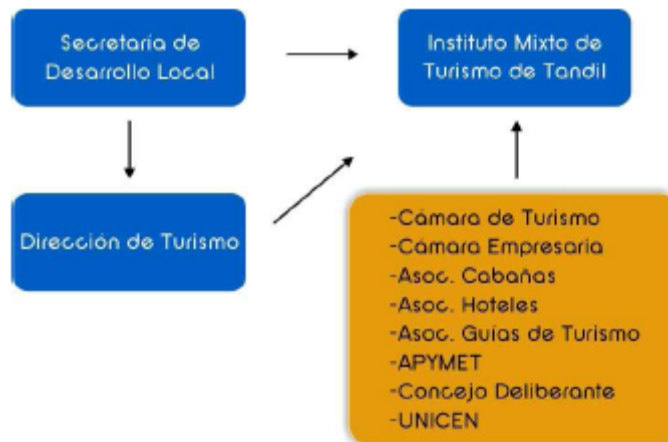 Secretaría de
Desarrollo Local
Instituto Mixto de
Turismo de Tandil
Dirección de Turismo
-Cámara de Turismo
-Cámara Empresaria
-Asoc. Cabañas
-Asoc. Hoteles
-Asoc. Guías de Turismo
-APYMET
-Concejo Deliberante
-UNICEN